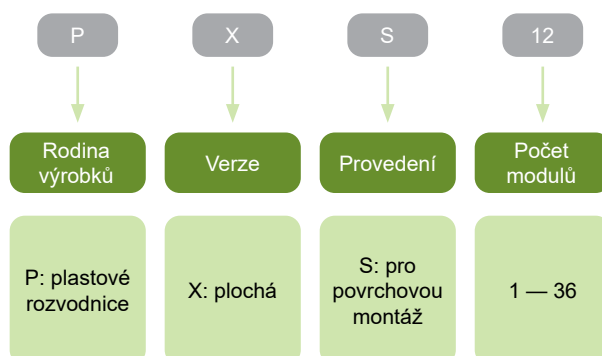 P
X
S
12
Rodina
výrobků
Verze
Provedení
Počet
modulů
P: plastové
rozvodnice
X: plochá
S: pro
povrchovou
montáž
1 — 36